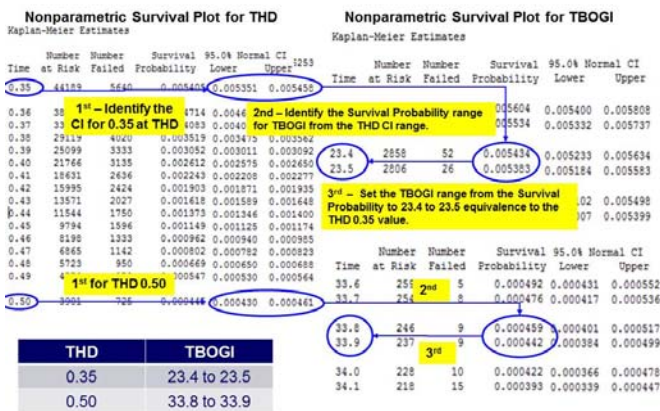 Nonparametric Survival Plot for THD
Kaplan-Meier Estimates
Number Number Survival 95.0% Normal CI
Time at Risk Failed Probability Lower Upper 1253
0.35 44189 5640 0.005405 0.005351 0.005458
1st – Identify the
CI for 0.35 at THD
0.36
0.37
0.38 29119 4020 0.003519 0.003475 0.003562
0.39 25099 3333 0.003052 0.003011 0.003092
0.40 21766 3135 0.002612 0.002575 0.002650
0.41 18631 2636 0.002243 0.002208 0.002277
0.42 15995 2424 0.001903 0.001871 0.001935
0.43 13571 2027 0.001618 0.001589 0.001648
0.44 11544 1750 0.001373 0.001346 0.001400
0.45 9794 1596 0.001149 0.001125 0.001174
0.46 8198 1333 0.000962 0.000940 0.000985
0.47 6865 1142 0.000802 0.000782 0.000823
0.48 5723 950 0.000669 0.000650 0.000688
0.49 0.000547 0.000530 0.000564
1st for THD 0.50
0.50 0.000430 0.000461
THD TBOGI
0.35 23.4 to 23.5
0.50 33.8 to 33.9
Nonparametric Survival Plot for TBOGI
Kaplan-Meier Estimates
Number Number Survival 95.0% Normal CI
Time at Risk Failed Probability Lower Upper
2nd – Identify the Survival Probability range
for TBOGI from the THD CI range.
0.005400 0.005808
0.005332 0.005737
23.4 2858 52 0.005434 0.005233 0.005634
23.5 2806 26 0.005383 0.005184 0.005583
3rd – Set the TBOGI range from the Survival
Probability to 23.4 to 23.5 equivalence to the
THD 0.35 value.
0.005498
0.005399
Number Number Survival 95.0% Normal CI
Time at Risk Failed Probability Lower Upper
33.6 5 0.000492 0.000431 0.000552
33.7 8 0.000476 0.000417 0.000536
2nd
33.8 246 9 0.000459 0.000401 0.000517
33.9 237 9 0.000442 0.000384 0.000499
3rd
34.0 228 10 0.000422 0.000366 0.000478
34.1 218 15 0.000393 0.000339 0.000447